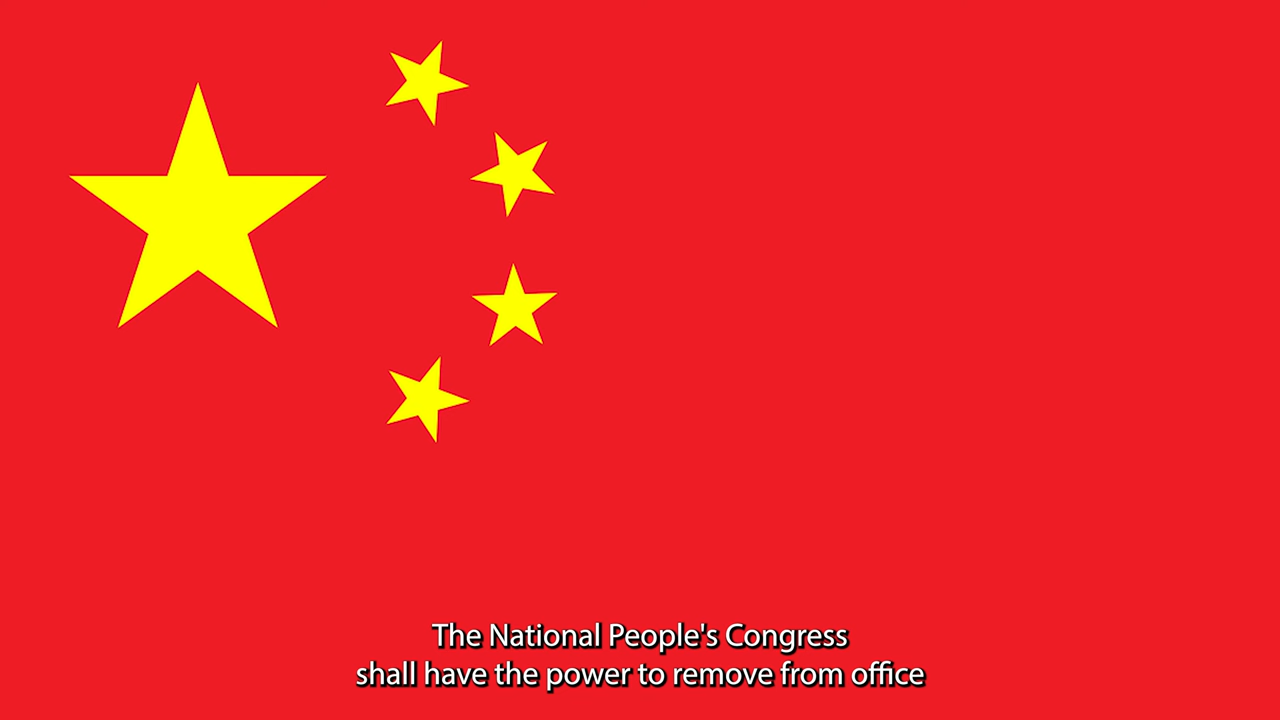 The National People's Congress
shall have the power to remove from office